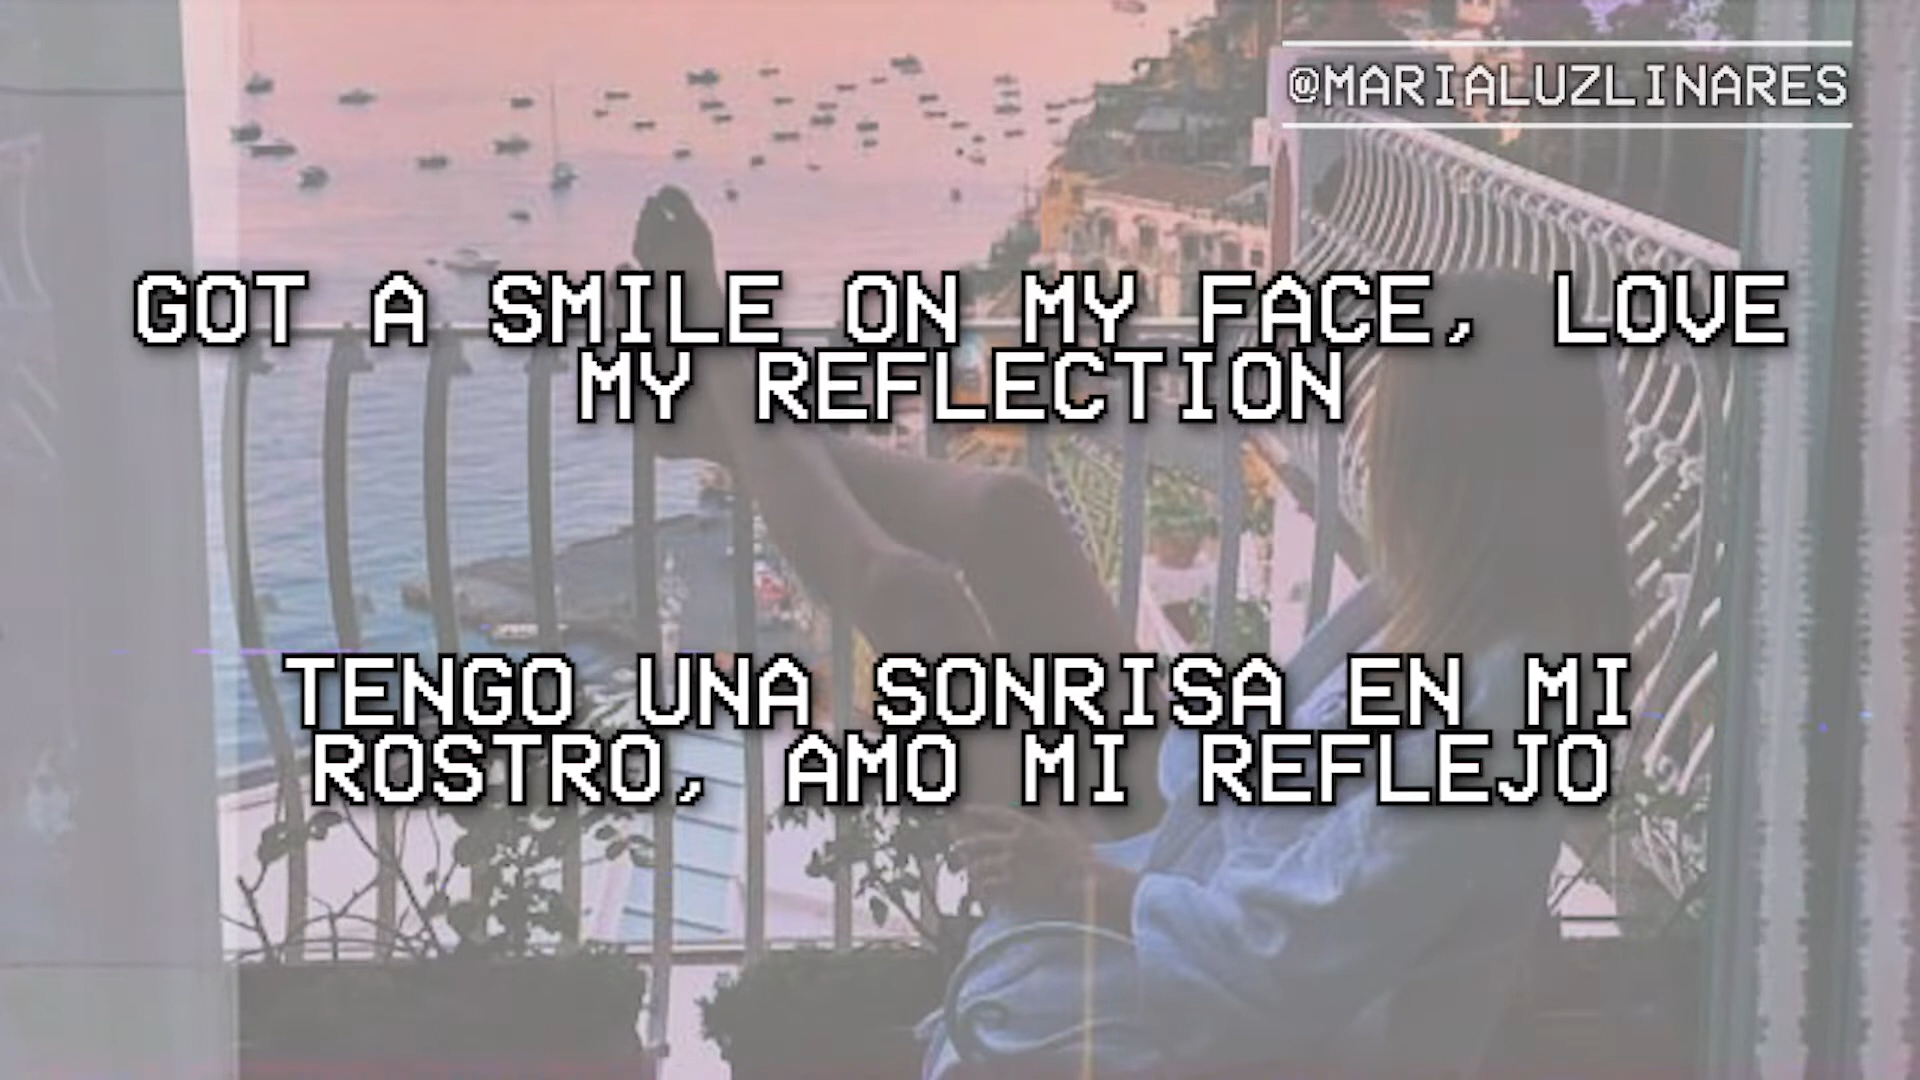 @MARIALUZLINARES
GOT A SMILE ON MY FACE, LOVE
MY REFLECTION
TENGO UNA SONRISA EN MI
ROSTRO, AMO MI REFLEJO